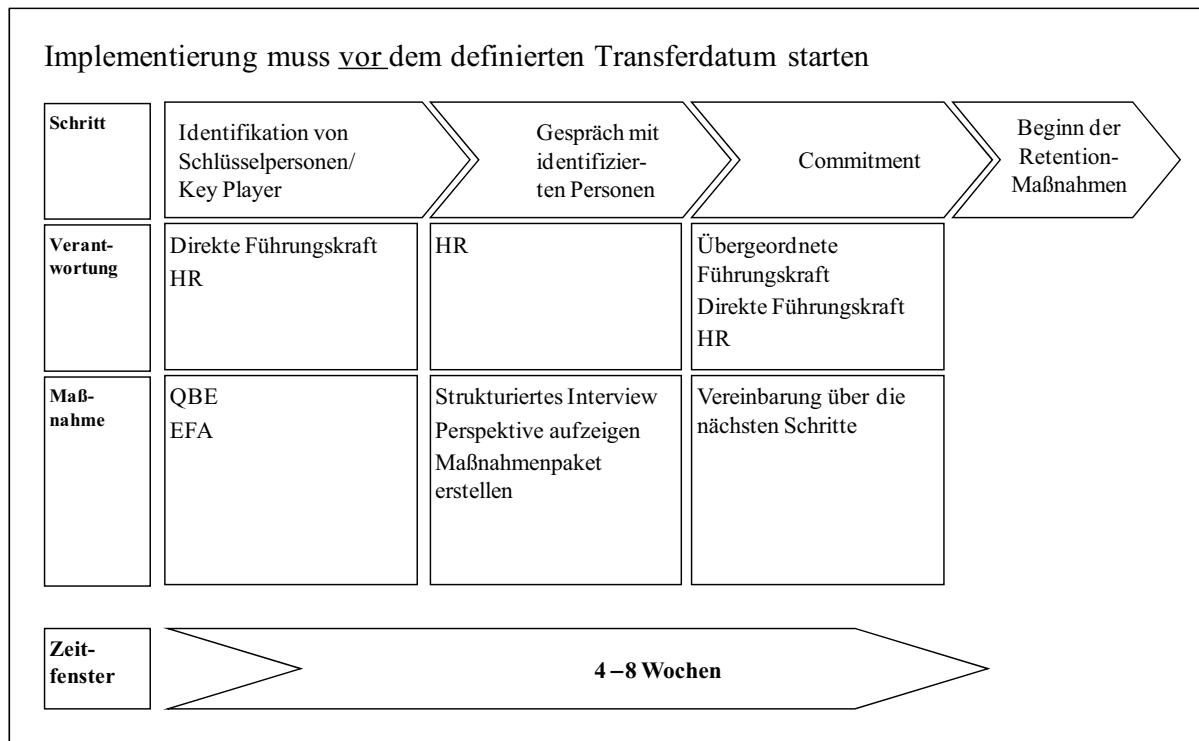 Implementierung muss vor dem definierten Transferdatum starten
Schritt
Identifikation von
Schlüsselpersonen/
Key Player
Gespräch mit
identifizier-
ten Personen
Commitment
Beginn der
Retention-
Maßnahmen
Verant-
wortung
Direkte Führungskraft
HR
HR
Übergeordnete
Führungskraft
Direkte Führungskraft
HR
Maß-
nahme
QBE
EFA
Strukturiertes Interview
Perspektive aufzeigen
Maßnahmenpaket
erstellen
Vereinbarung über die
nächsten Schritte
Zeit-
fenster
4 –8 Wochen